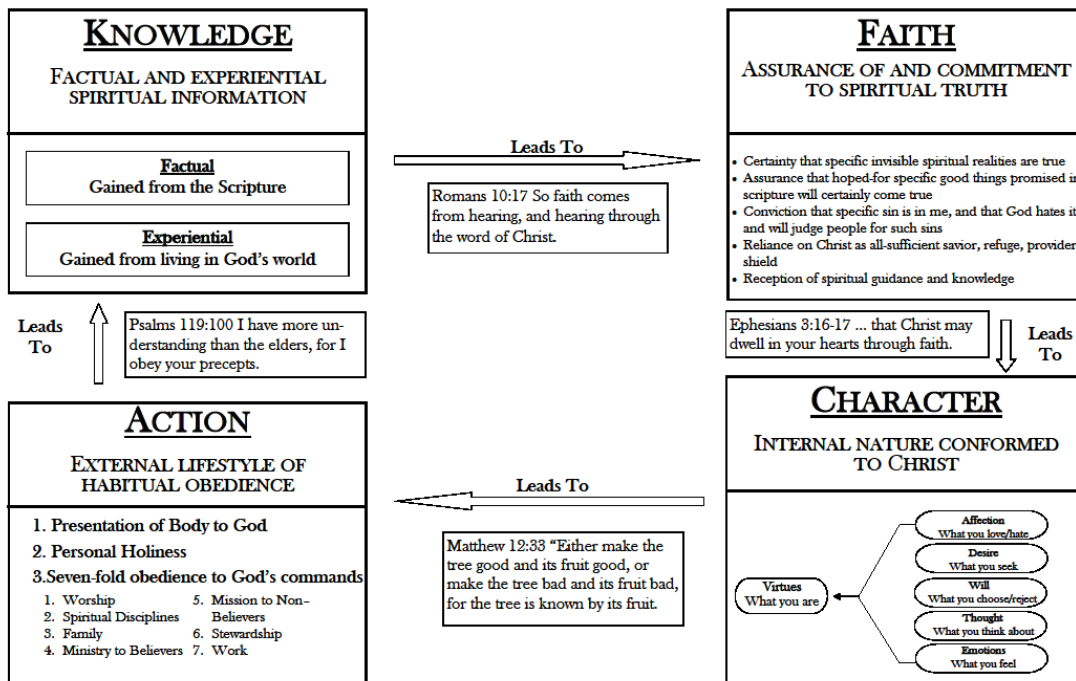 KNOWLEDGE
FACTUAL AND EXPERIENTIAL
SPIRITUAL INFORMATION
Factual
Gained from the Scripture
Experiential
Gained from living in God's world
Leads To
Romans 10:17 So faith comes
from hearing, and hearing through
the word of Christ.
FAITH
ASSURANCE OF AND COMMITMENT
TO SPIRITUAL TRUTH
• Certainty that specific invisible spiritual realities are true
• Assurance that hoped-for specific good things promised in
scripture will certainly come true
• Conviction that specific sin is in me, and that God hates it
and will judge people for such sins
• Reliance on Christ as all-sufficient savior, refuge, provider
shield
• Reception of spiritual guidance and knowledge
Ephesians 3:16-17 ... that Christ may
dwell in your hearts through faith.
Leads
To
CHARACTER
INTERNAL NATURE CONFORMED
TO CHRIST
Virtues
What you are
Affection
What you love/hate
Desire
What you seek
Will
What you choose/reject
Thought
What you think about
Emotions
What you feel
Leads To
Matthew 12:33 “Either make the
tree good and its fruit good, or
make the tree bad and its fruit bad,
for the tree is known by its fruit.
ACTION
EXTERNAL LIFESTYLE OF
HABITUAL OBEDIENCE
1. Presentation of Body to God
2. Personal Holiness
3.Seven-fold obedience to God's commands
1. Worship
2. Spiritual Disciplines
3. Family
4. Ministry to Believers
5. Mission to Non-
Believers
6. Stewardship
7. Work
Leads
To
Psalms 119:100 I have more un-
derstanding than the elders, for I
obey your precepts.